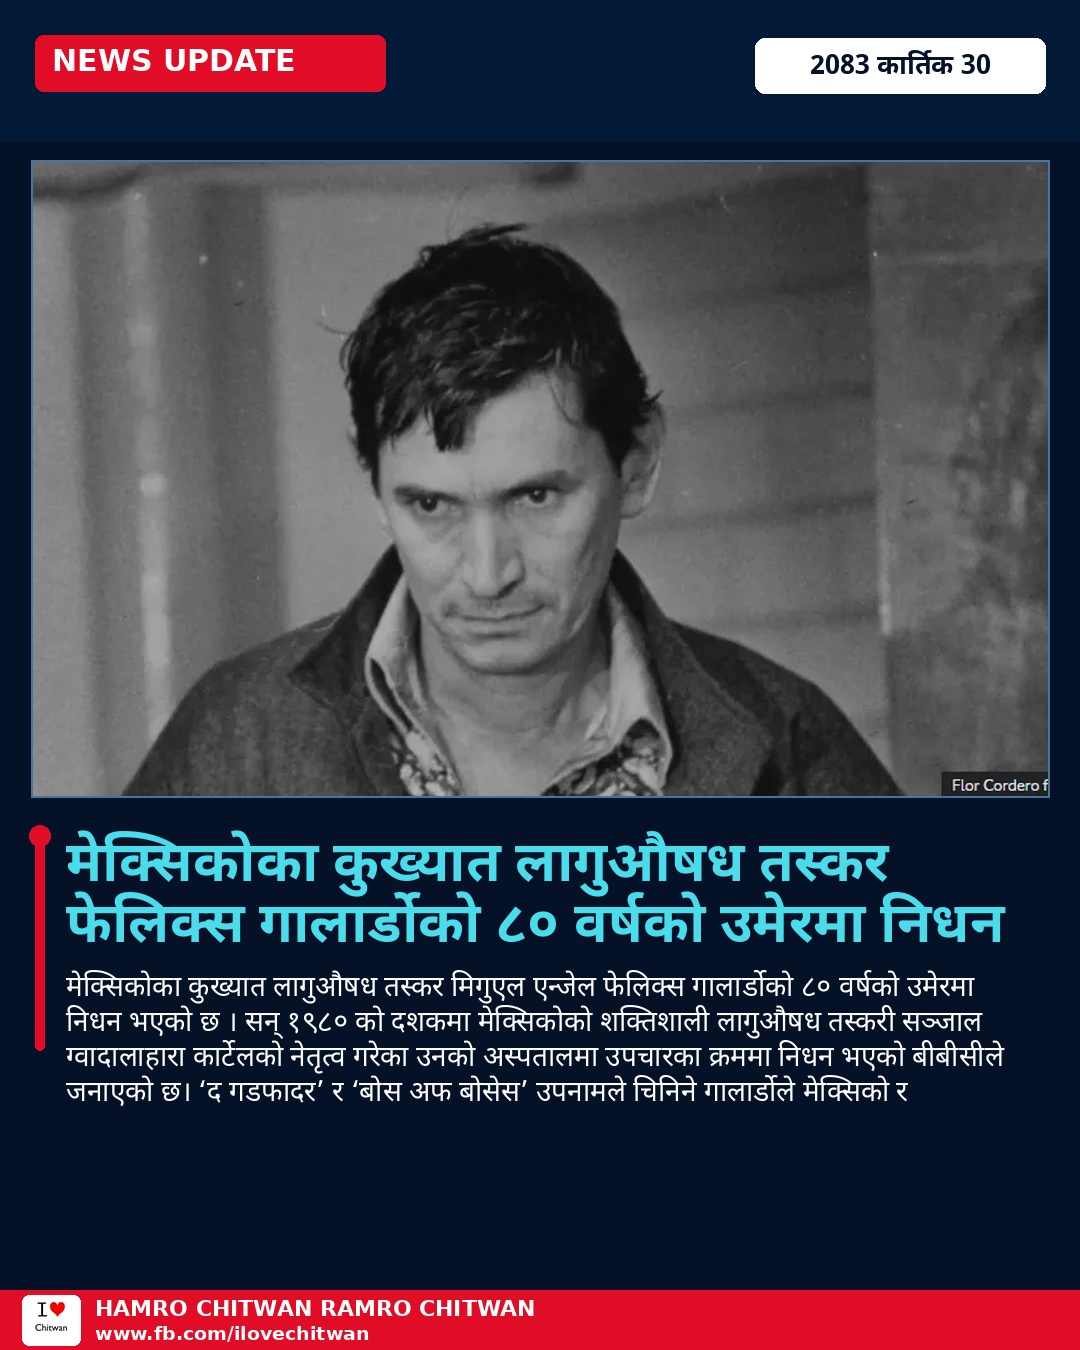 NEWS UPDATE
2083 कार्तिक 30
Flor Cordero f
मेक्सिकोका कुख्यात लागुऔषध तस्कर
फेलिक्स गालार्डोको ८० वर्षको उमेरमा निधन
मेक्सिकोका कुख्यात लागुऔषध तस्कर मिगुएल एन्जेल फेलिक्स गालार्डोको ८० वर्षको उमेरमा
निधन भएको छ । सन् १९८० को दशकमा मेक्सिकोको शक्तिशाली लागुऔषध तस्करी सञ्जाल
ग्वादालाहारा कार्टेलको नेतृत्व गरेका उनको अस्पतालमा उपचारका क्रममा निधन भएको बीबीसीले
जनाएको छ। ‘द गडफादर’ र ‘बोस अफ बोसेस’ उपनामले चिनिने गालार्डोले मेक्सिको र
I♥
Chitwan
HAMRO CHITWAN RAMRO CHITWAN
www.fb.com/ilovechitwan